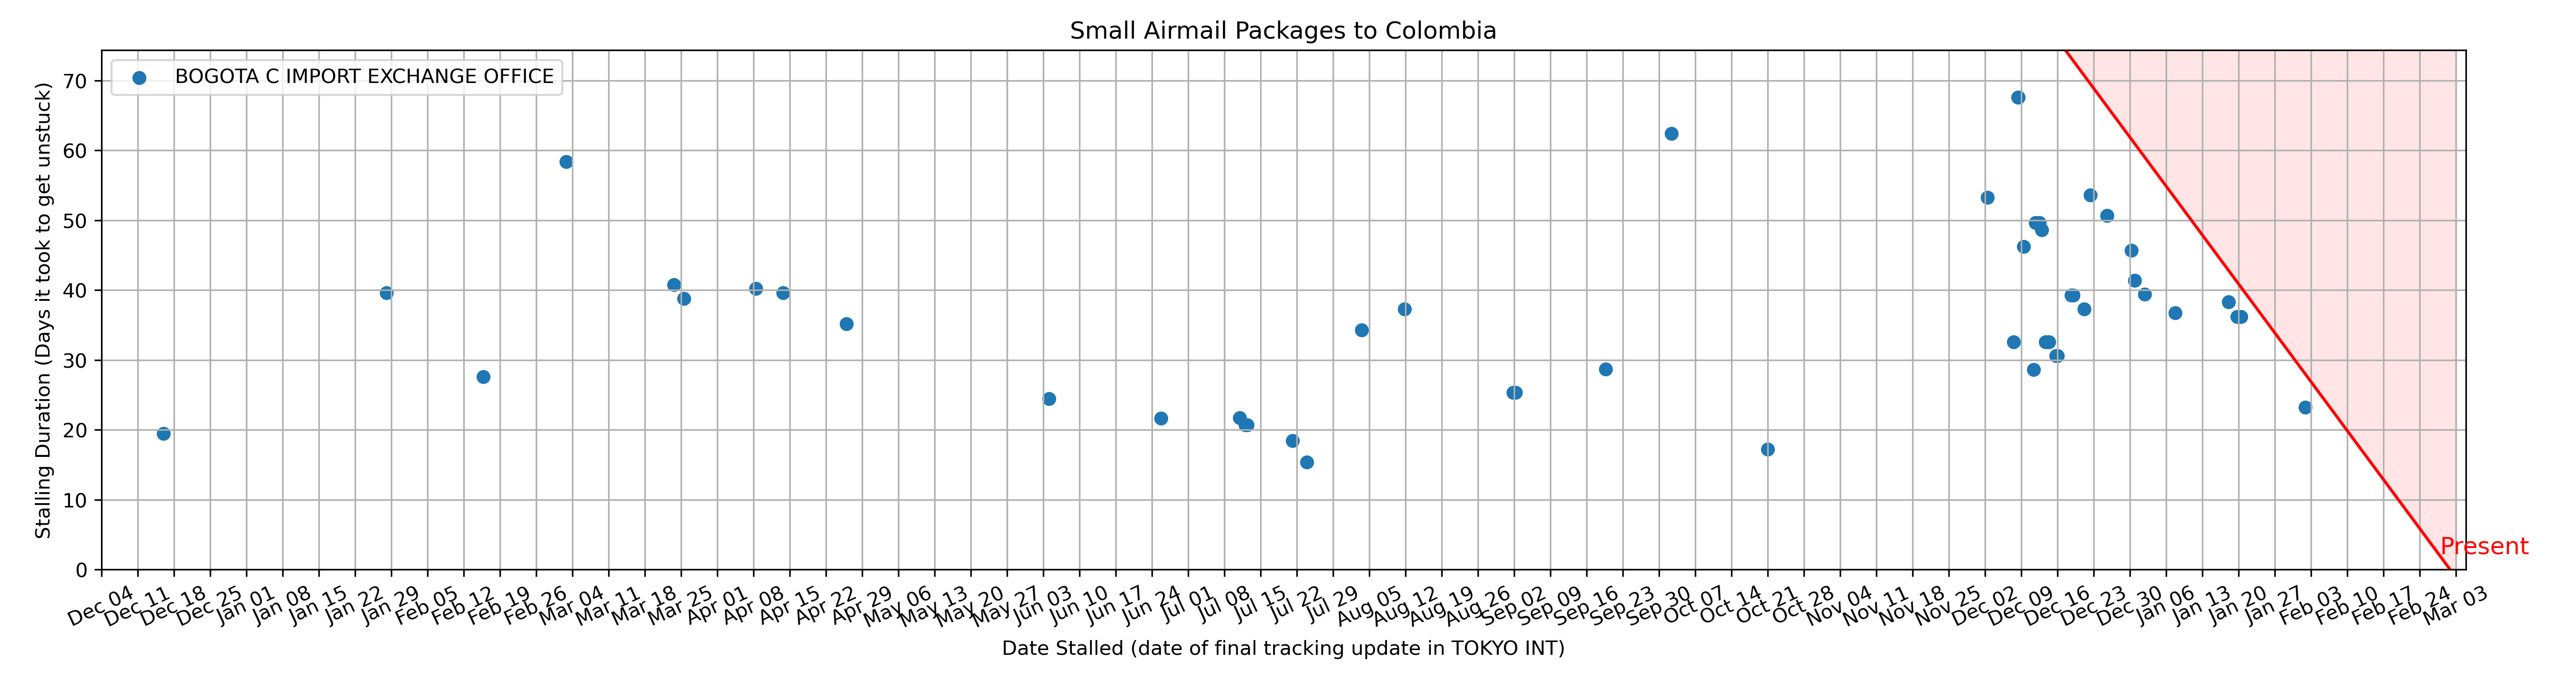 Small Airmail Packages to Colombia
BOGOTA C IMPORT EXCHANGE OFFICE
Stalling Duration (Days it took to get unstuck)
70
60
50
40
30
20
10
0
Present
Dec 04
Dec 11
Dec 18
Dec 25
Jan 01
Jan 08
Jan 15
Jan 22
Jan 29
Feb 05
Feb 12
Feb 19
Feb 26
Mar 04
Mar 11
Mar 18
Mar 25
Apr 01
Apr 08
Apr 15
Apr 22
Apr 29
May 06
May 13
May 20
May 27
Jun 03
Jun 10
Jun 17
Jun 24
Jul 01
Jul 08
Jul 15
Jul 22
Jul 29
Aug 05
Aug 12
Aug 19
Aug 26
Sep 02
Sep 09
Sep 16
Sep 23
Sep 30
Oct 07
Oct 14
Oct 21
Oct 28
Nov 04
Nov 11
Nov 18
Nov 25
Dec 02
Dec 09
Dec 16
Dec 23
Dec 30
Jan 06
Jan 13
Jan 20
Jan 27
Feb 03
Feb 10
Feb 17
Feb 24
Mar 03
Date Stalled (date of final tracking update in TOKYO INT)